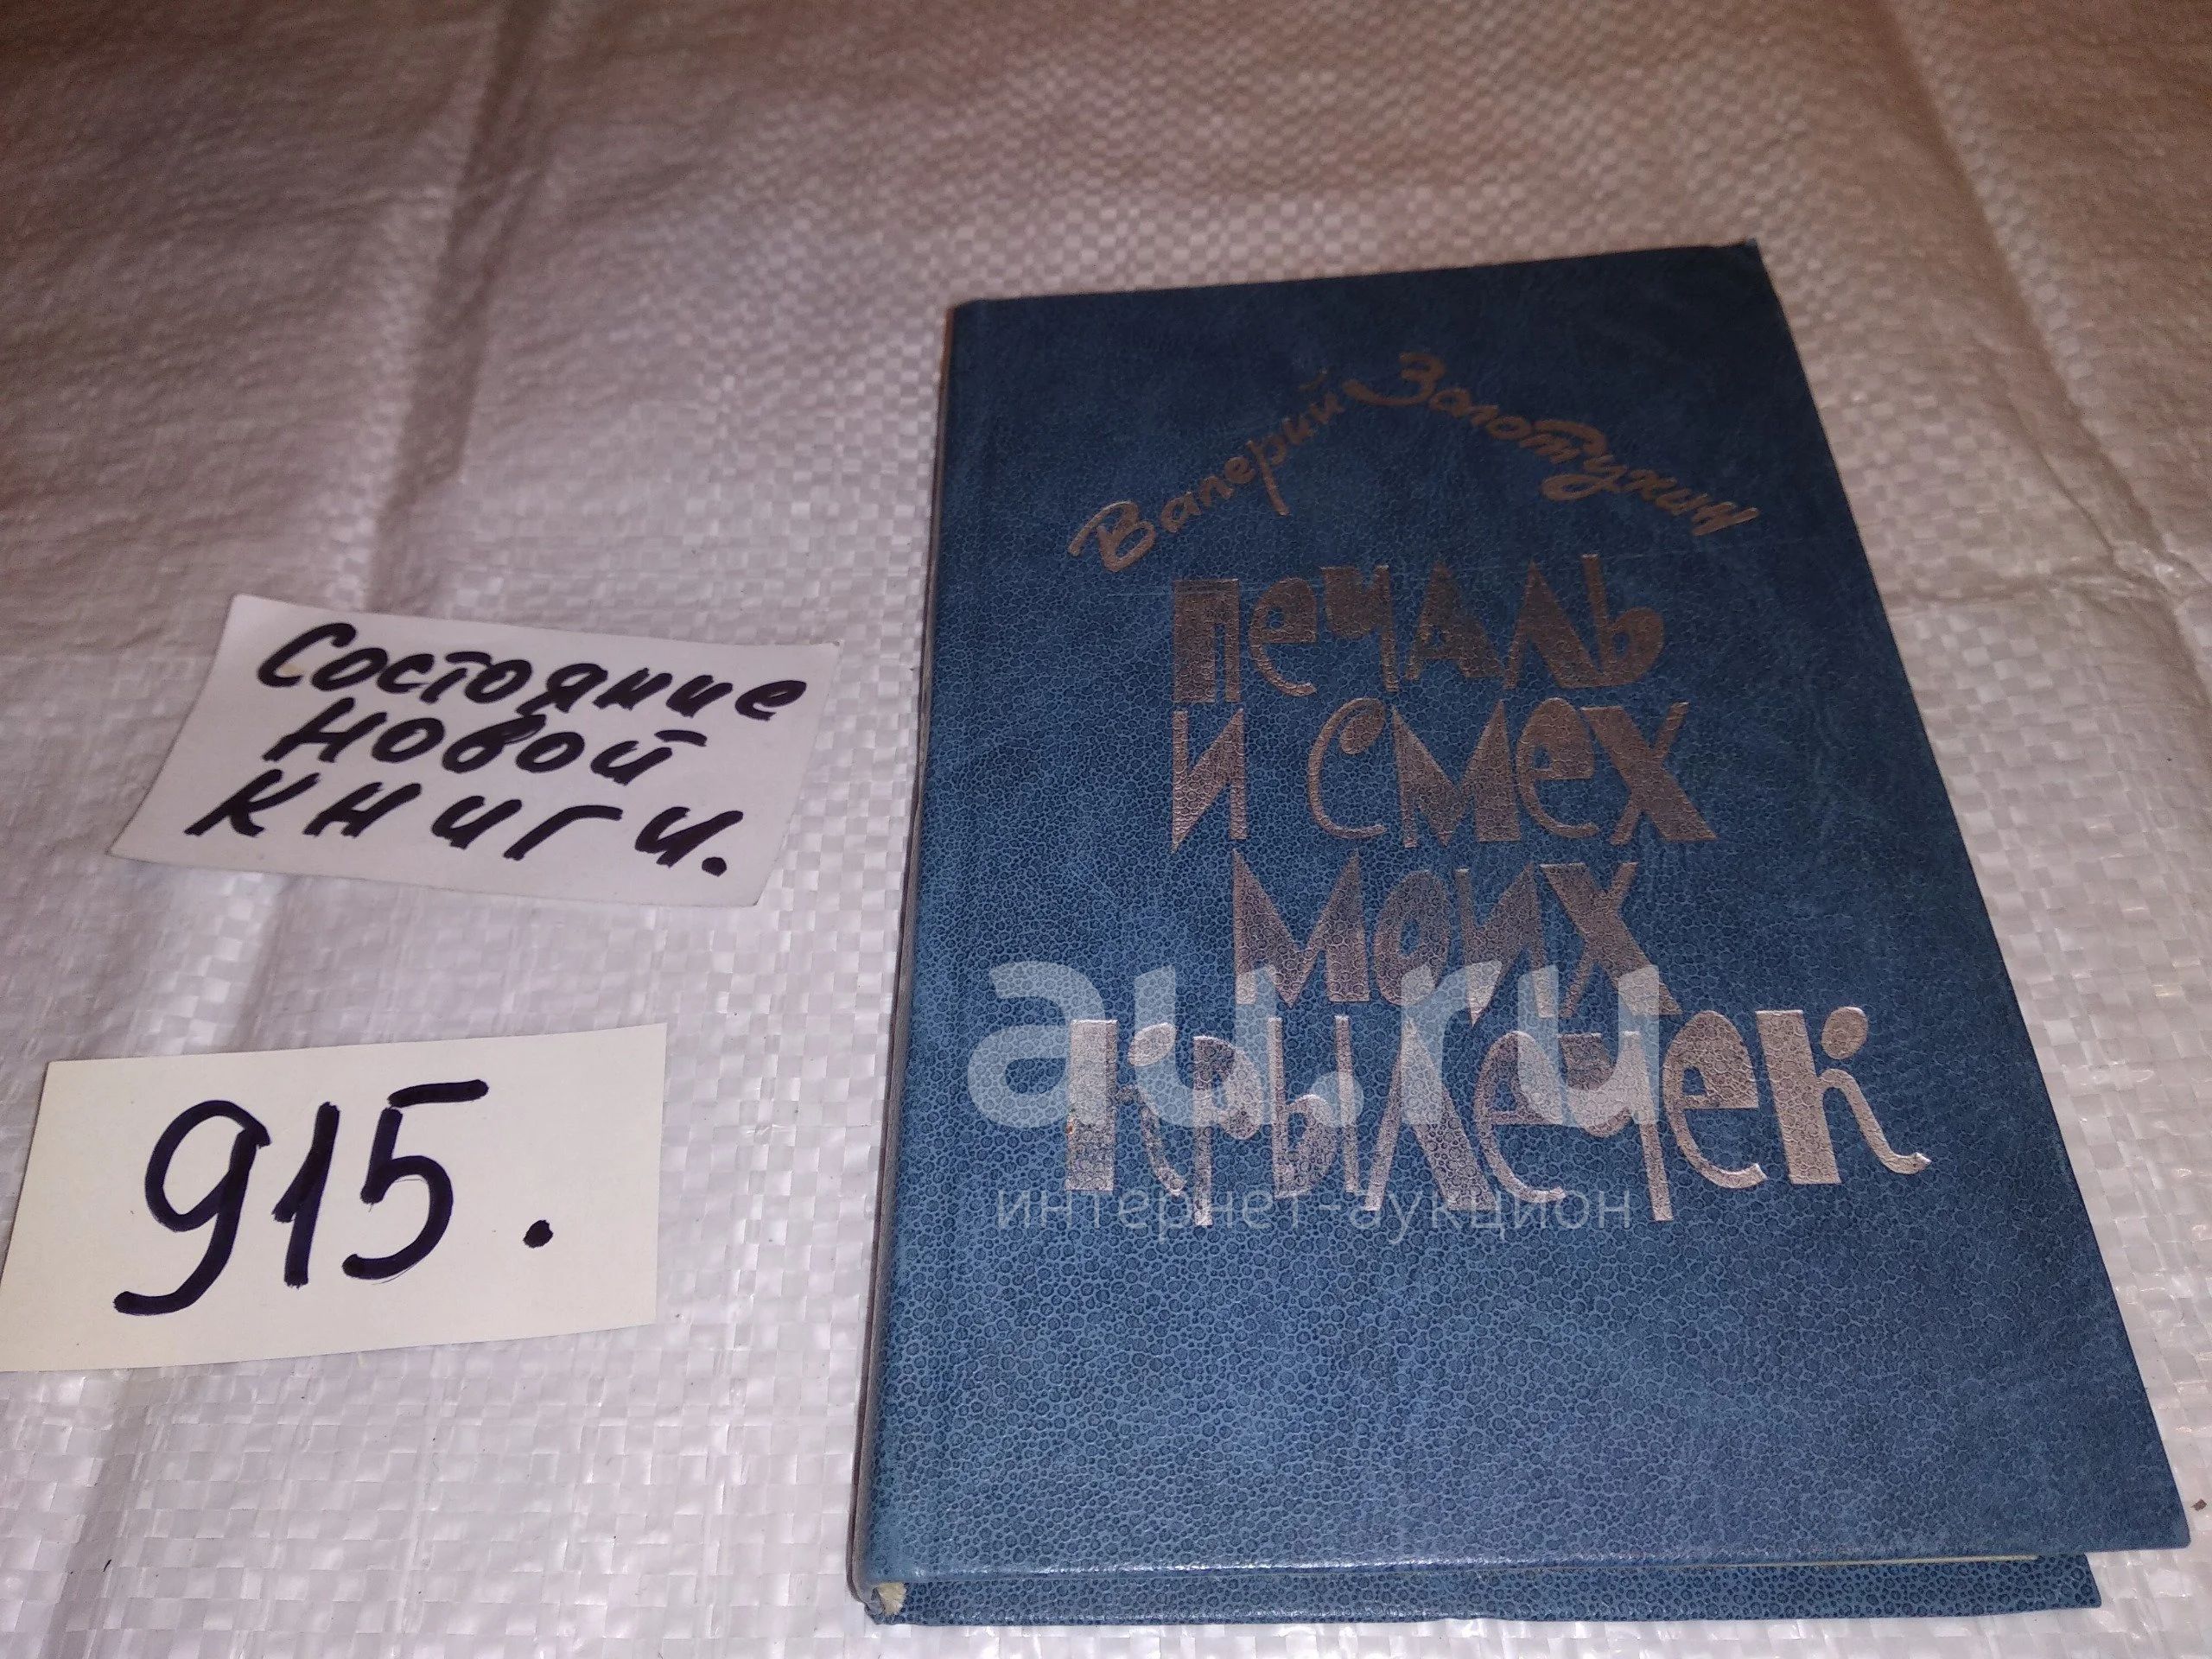 Состояние
новой
книги.
915.
Валерий Золотухин
печаль
и смех
моих
крылечек
au.ru
интернет-аукцион